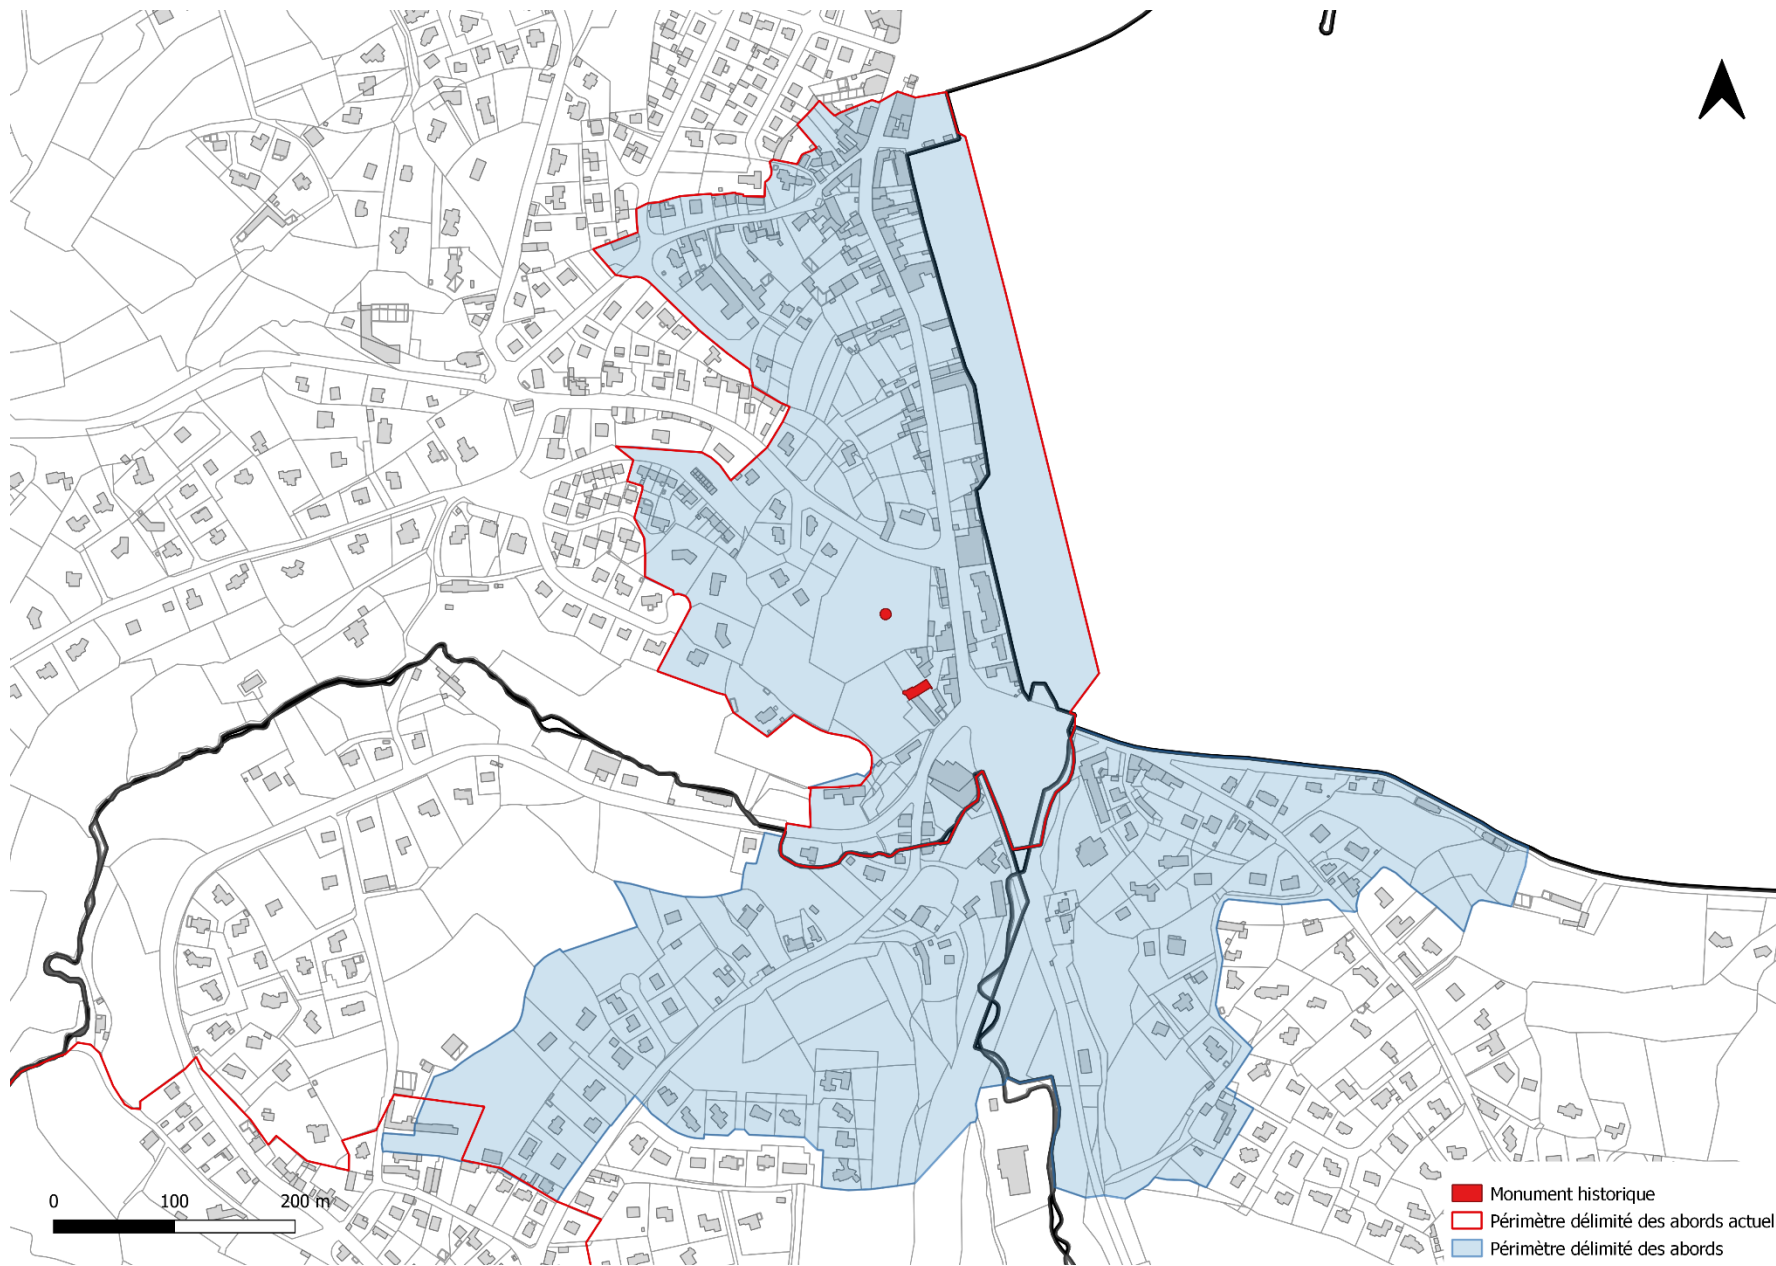 0 100 200 m
Monument historique
Périmètre délimité des abords actuel
Périmètre délimité des abords